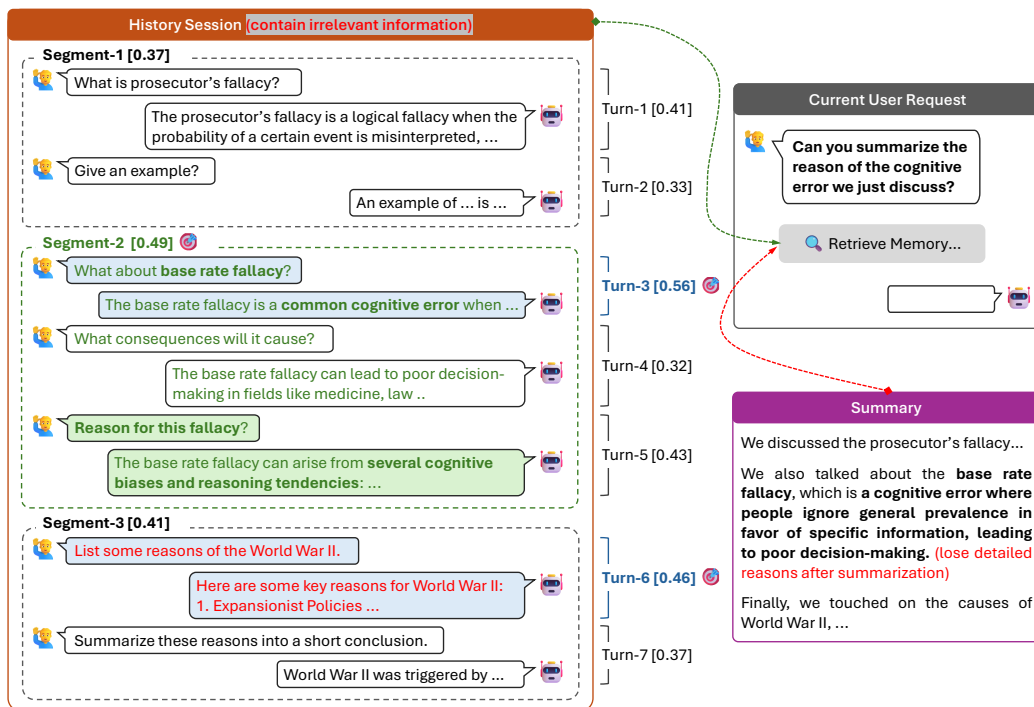 History Session (contain irrelevant information)
Segment-1 [0.37]
What is prosecutor's fallacy?
The prosecutor's fallacy is a logical fallacy when the
probability of a certain event is misinterpreted, ...
Turn-1 [0.41]
Give an example?
An example of ... is ...
Turn-2 [0.33]
Segment-2 [0.49]
What about base rate fallacy?
The base rate fallacy is a common cognitive error when ...
Turn-3 [0.56]
What consequences will it cause?
The base rate fallacy can lead to poor decision-
making in fields like medicine, law ..
Turn-4 [0.32]
Reason for this fallacy?
The base rate fallacy can arise from several cognitive
biases and reasoning tendencies: ...
Turn-5 [0.43]
Segment-3 [0.41]
List some reasons of the World War II.
Here are some key reasons for World War II:
1. Expansionist Policies ...
Turn-6 [0.46]
Summarize these reasons into a short conclusion.
World War II was triggered by ...
Turn-7 [0.37]
Current User Request
Can you summarize the
reason of the cognitive
error we just discuss?
Retrieve Memory...
Summary
We discussed the prosecutor's fallacy...
We also talked about the base rate
fallacy, which is a cognitive error where
people ignore general prevalence in
favor of specific information, leading
to poor decision-making. (lose detailed
reasons after summarization)
Finally, we touched on the causes of
World War II, ...